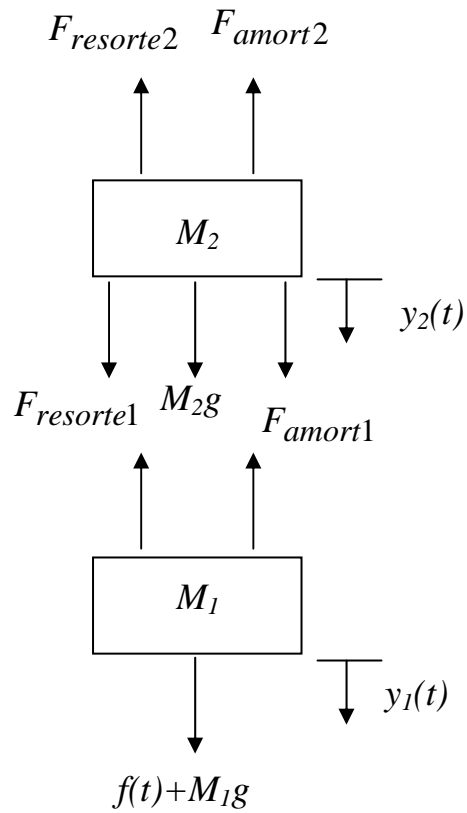 F_resorte2 F_amort2
M_2
y_2(t)
F_resorte1 M_2g F_amort1
M_1
y_1(t)
f(t)+M_1g